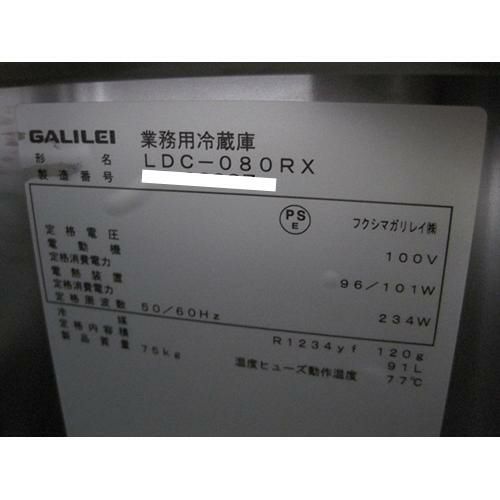 GALILEI 業務用冷蔵庫
形名 LDC-080RX
製造番号
PS E フクシマガリレイ㈱
定格電圧 100V
電動機
定格消費電力 96/101W
電熱装置
定格消費電力 234W
定格周波数 50/60Hz
冷媒 R1234yf 120g
定格内容積 91L
製品質量 75kg 温度ヒューズ動作温度 77℃